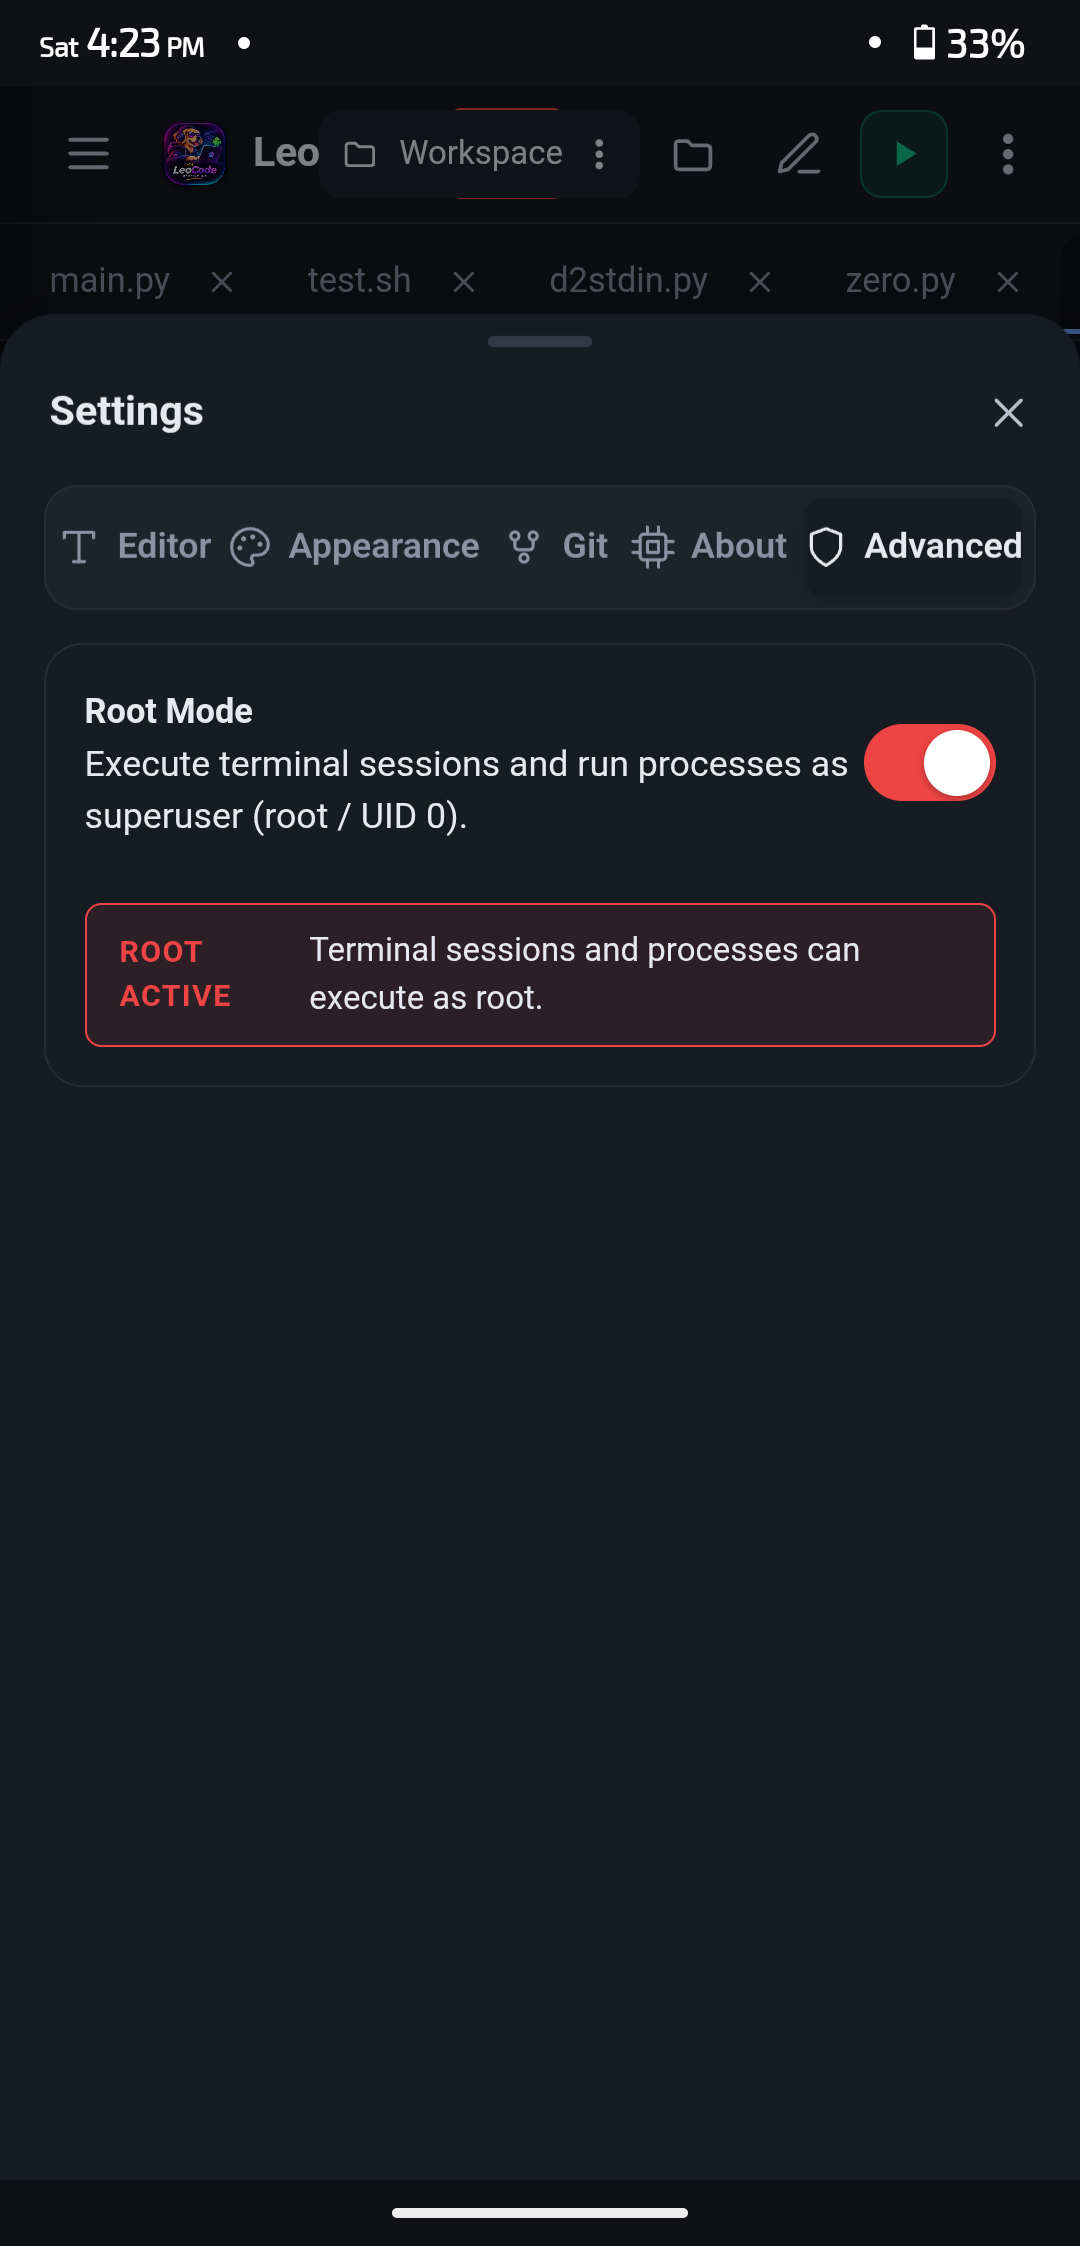 Sat 4:23 PM
33%
Leo
Workspace
main.py
test.sh
d2stdin.py
zero.py
Settings
Editor
Appearance
Git
About
Advanced
Root Mode
Execute terminal sessions and run processes as
superuser (root / UID 0).
ROOT
ACTIVE
Terminal sessions and processes can
execute as root.
LeoCode